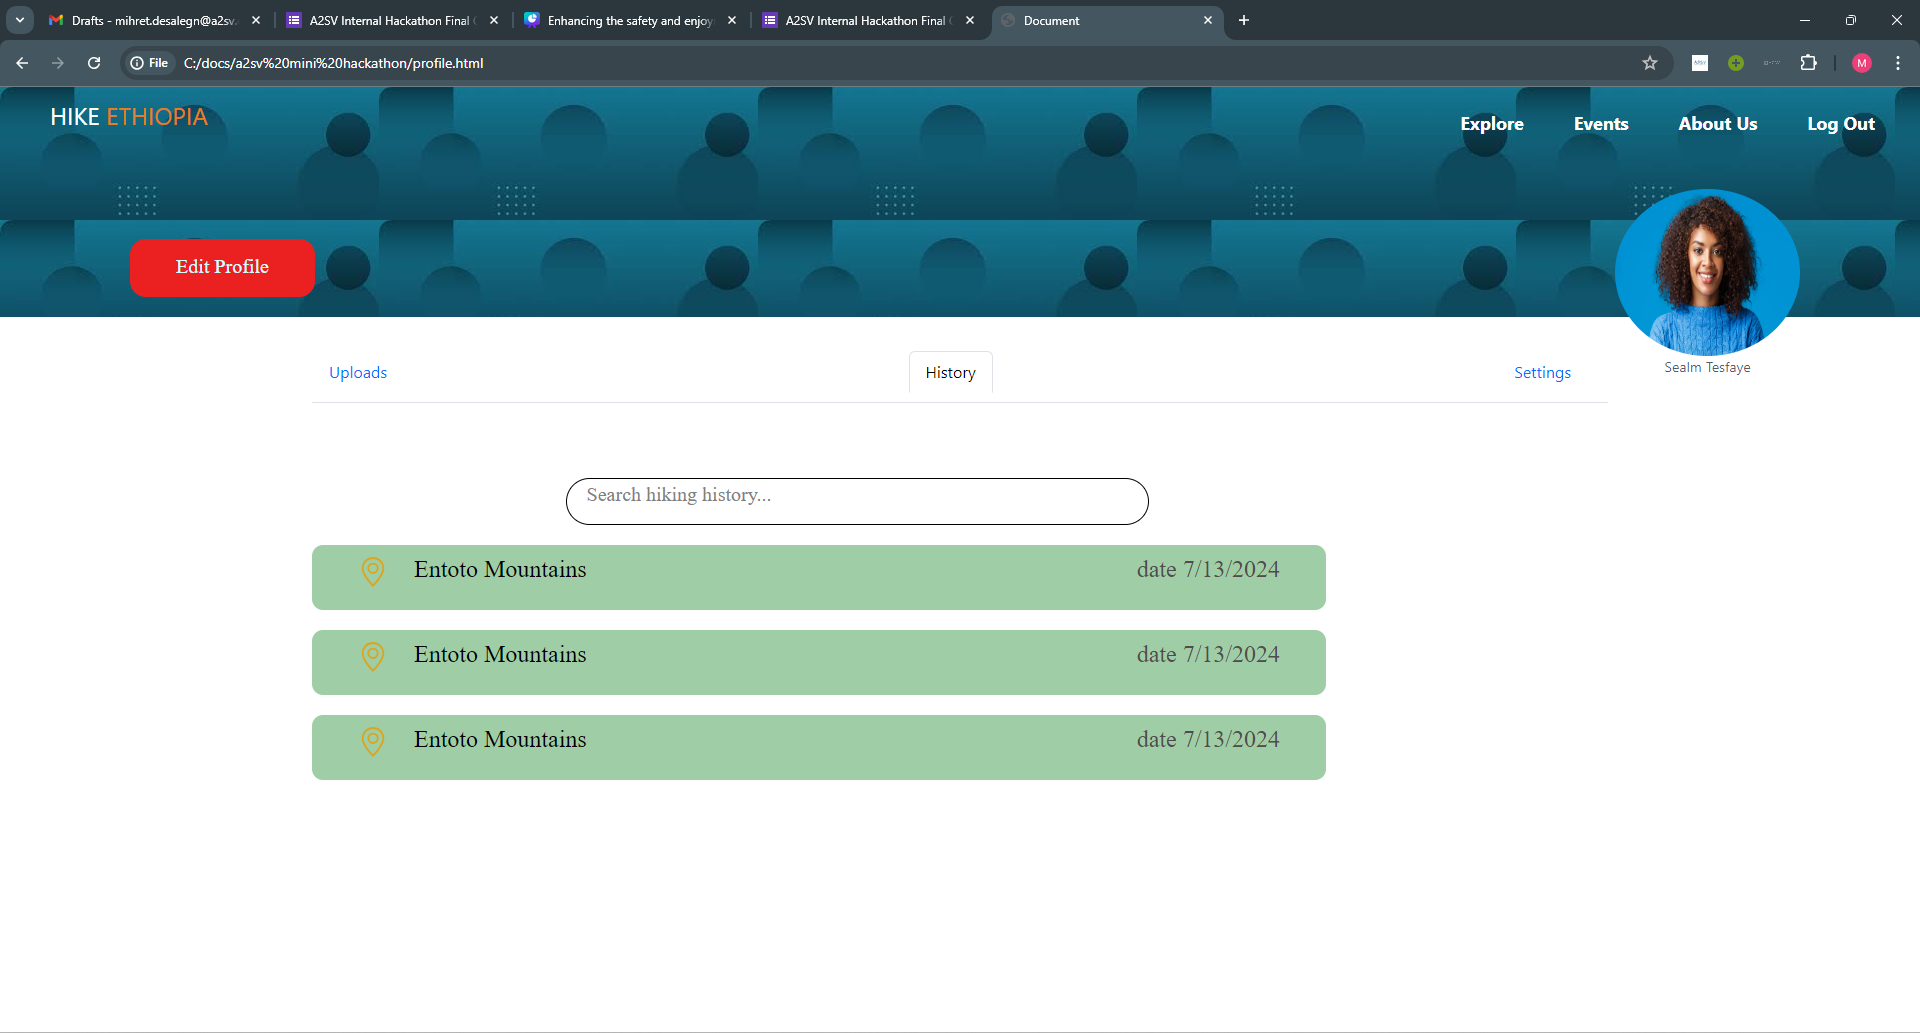 Drafts - mihret.desalegn@a2sv.
A2SV Internal Hackathon Final
Enhancing the safety and enjoy
A2SV Internal Hackathon Final
Document
File
C:/docs/a2sv%20mini%20hackathon/profile.html
M
HIKE ETHIOPIA
Explore
Events
About Us
Log Out
Edit Profile
Sealm Tesfaye
Uploads
History
Settings
Search hiking history...
Entoto Mountains
date 7/13/2024
Entoto Mountains
date 7/13/2024
Entoto Mountains
date 7/13/2024